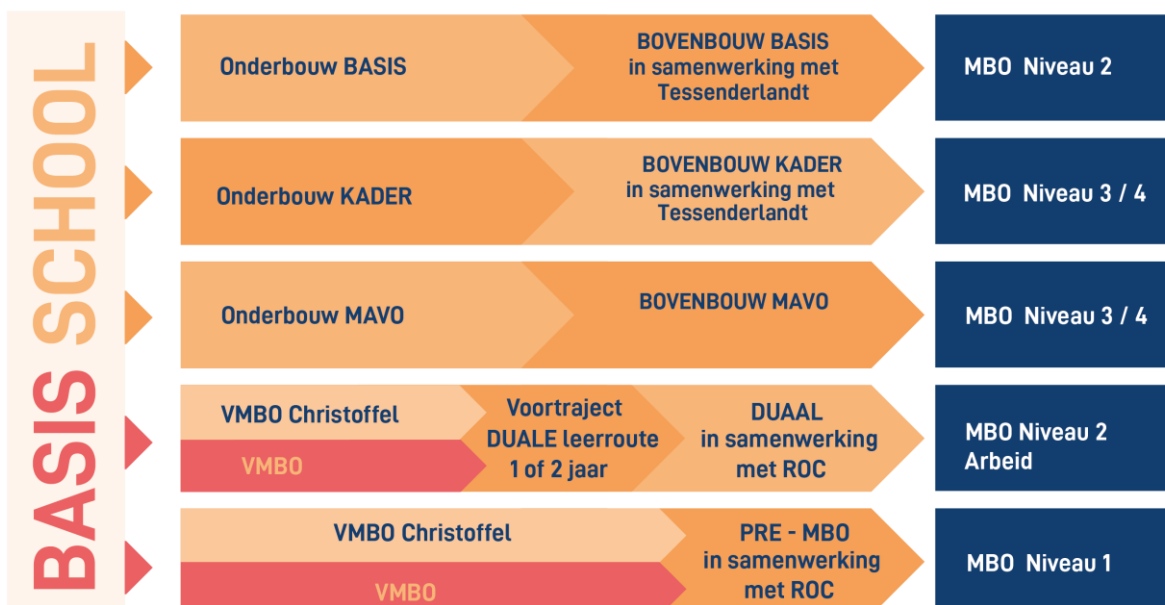 BASIS SCHOOL
Onderbouw BASIS
BOVENBOUW BASIS
in samenwerking met
Tessenderlandt
MBO Niveau 2
Onderbouw KADER
BOVENBOUW KADER
in samenwerking met
Tessenderlandt
MBO Niveau 3 / 4
Onderbouw MAVO
BOVENBOUW MAVO
MBO Niveau 3 / 4
VMBO Christoffel
VMBO
Voortraject
DUALE leerroute
1 of 2 jaar
DUAAL
in samenwerking
met ROC
MBO Niveau 2
Arbeid
VMBO Christoffel
VMBO
PRE - MBO
in samenwerking
met ROC
MBO Niveau 1